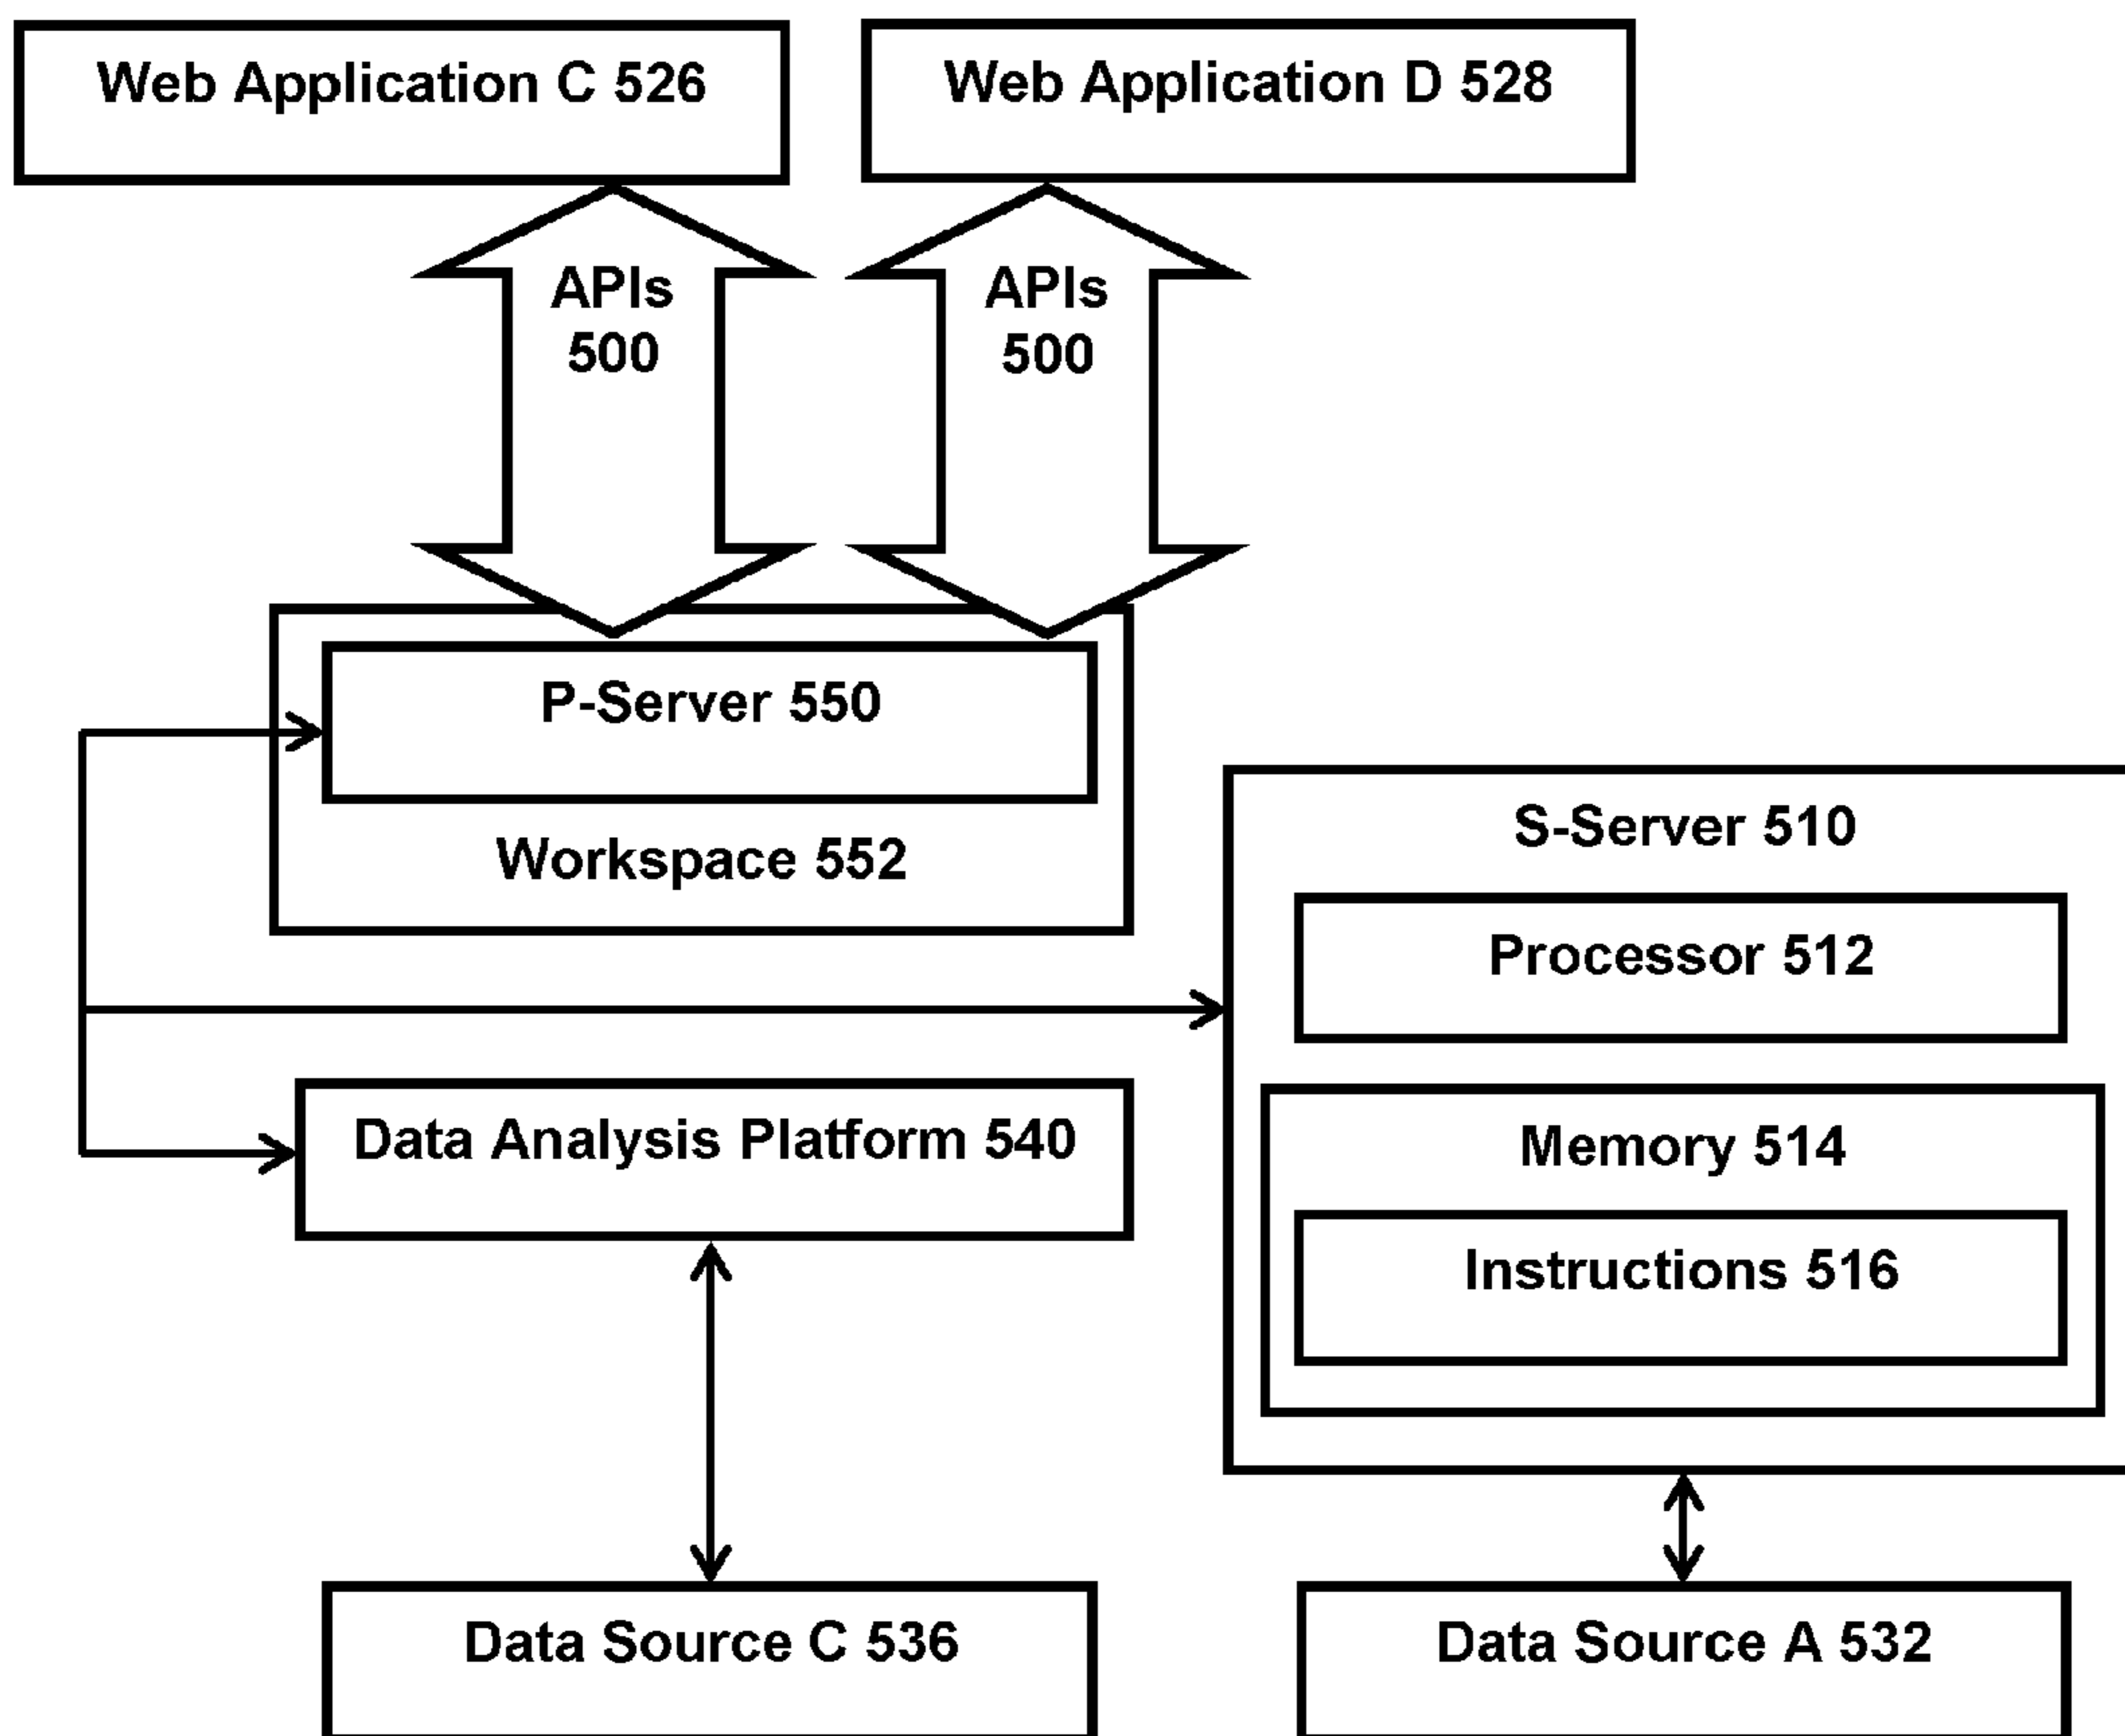 Web Application C 526
Web Application D 528
APIs
500
APIs
500
P-Server 550
Workspace 552
S-Server 510
Processor 512
Data Analysis Platform 540
Memory 514
Instructions 516
Data Source C 536
Data Source A 532